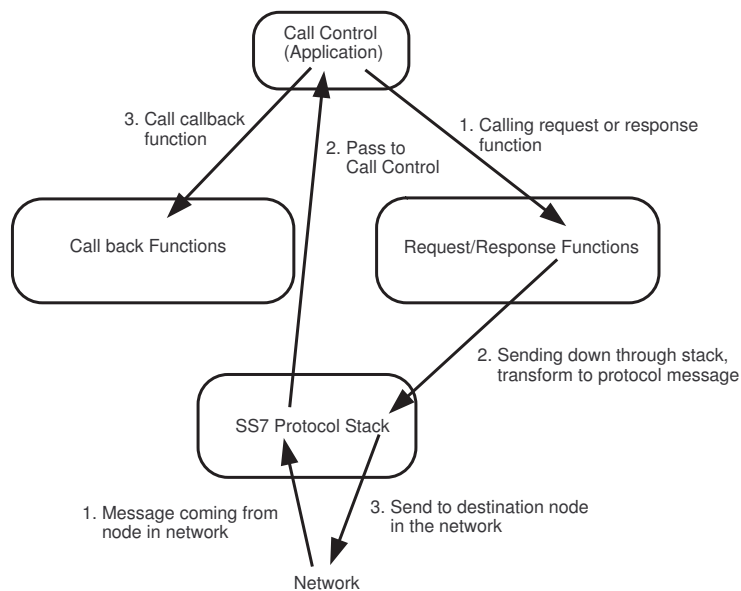 Call Control
(Application)
3. Call callback
function
1. Calling request or response
function
2. Pass to
Call Control
Call back Functions
Request/Response Functions
2. Sending down through stack,
transform to protocol message
SS7 Protocol Stack
1. Message coming from
node in network
3. Send to destination node
in the network
Network